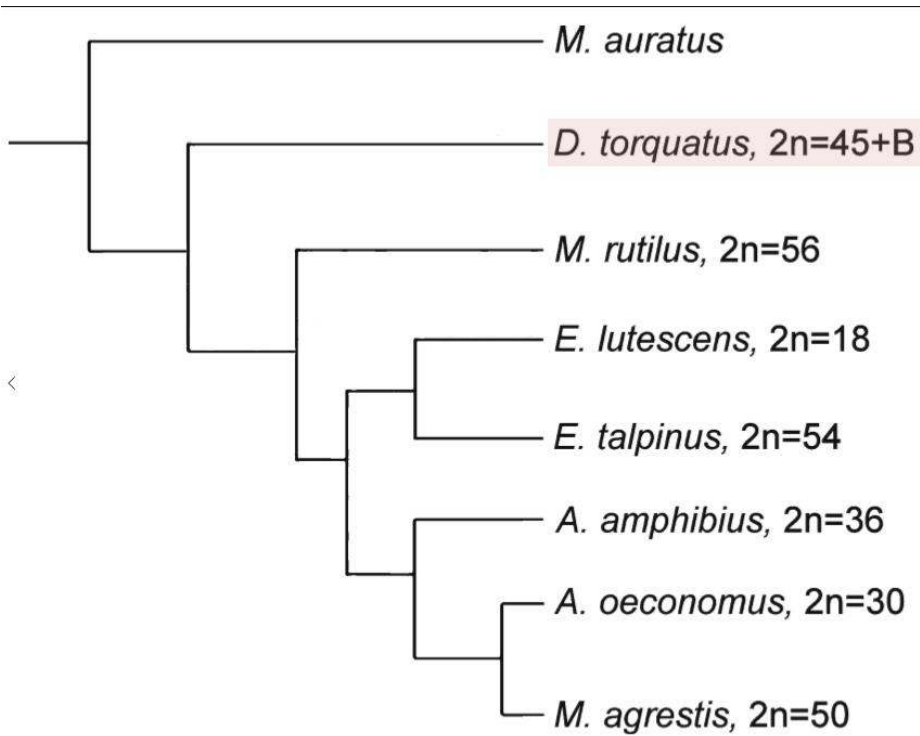 M. auratus
D. torquatus, 2n=45+B
M. rutilus, 2n=56
E. lutescens, 2n=18
E. talpinus, 2n=54
A. amphibius, 2n=36
A. oeconomus, 2n=30
M. agrestis, 2n=50